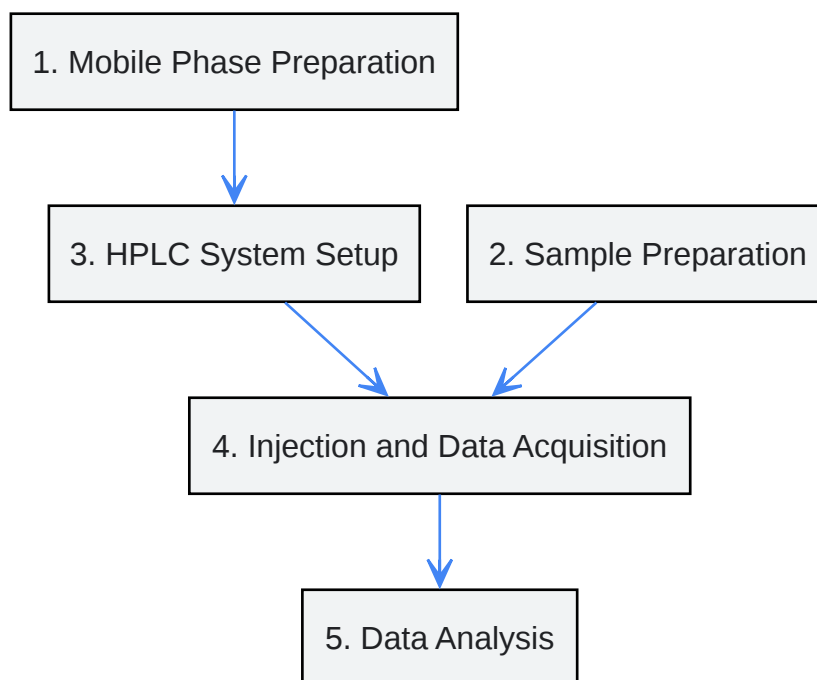 1. Mobile Phase Preparation
3. HPLC System Setup
2. Sample Preparation
4. Injection and Data Acquisition
5. Data Analysis